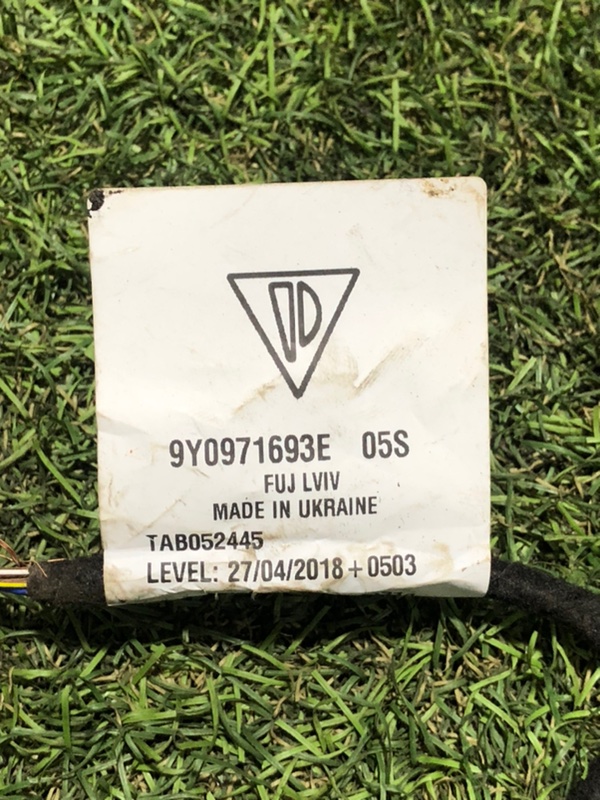 9Y0971693E 05S
FUJ LVIV
MADE IN UKRAINE
TAB052445
LEVEL: 27/04/2018+0503